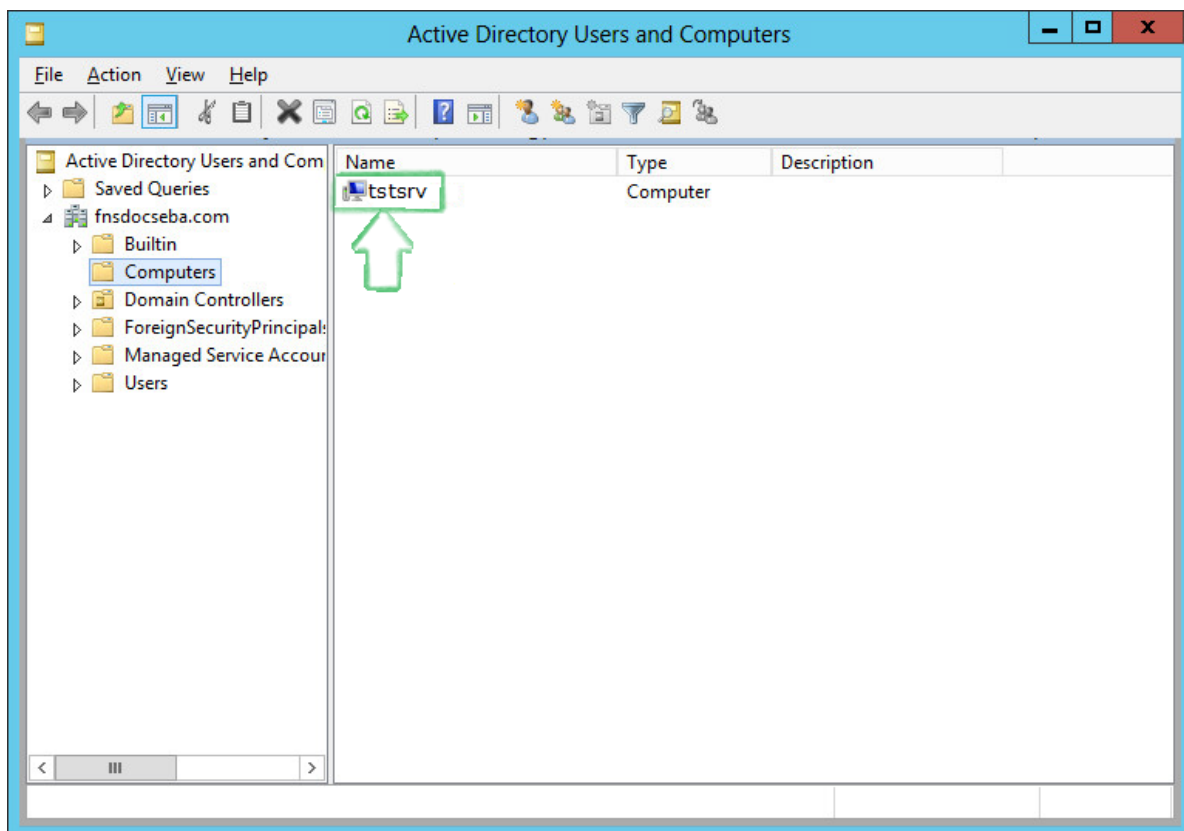 Active Directory Users and Computers
File Action View Help
Active Directory Users and Com
Saved Queries
fnsdocseba.com
Builtin
Computers
Domain Controllers
ForeignSecurityPrincipals
Managed Service Accoun
Users
Name Type Description
tstsrv Computer